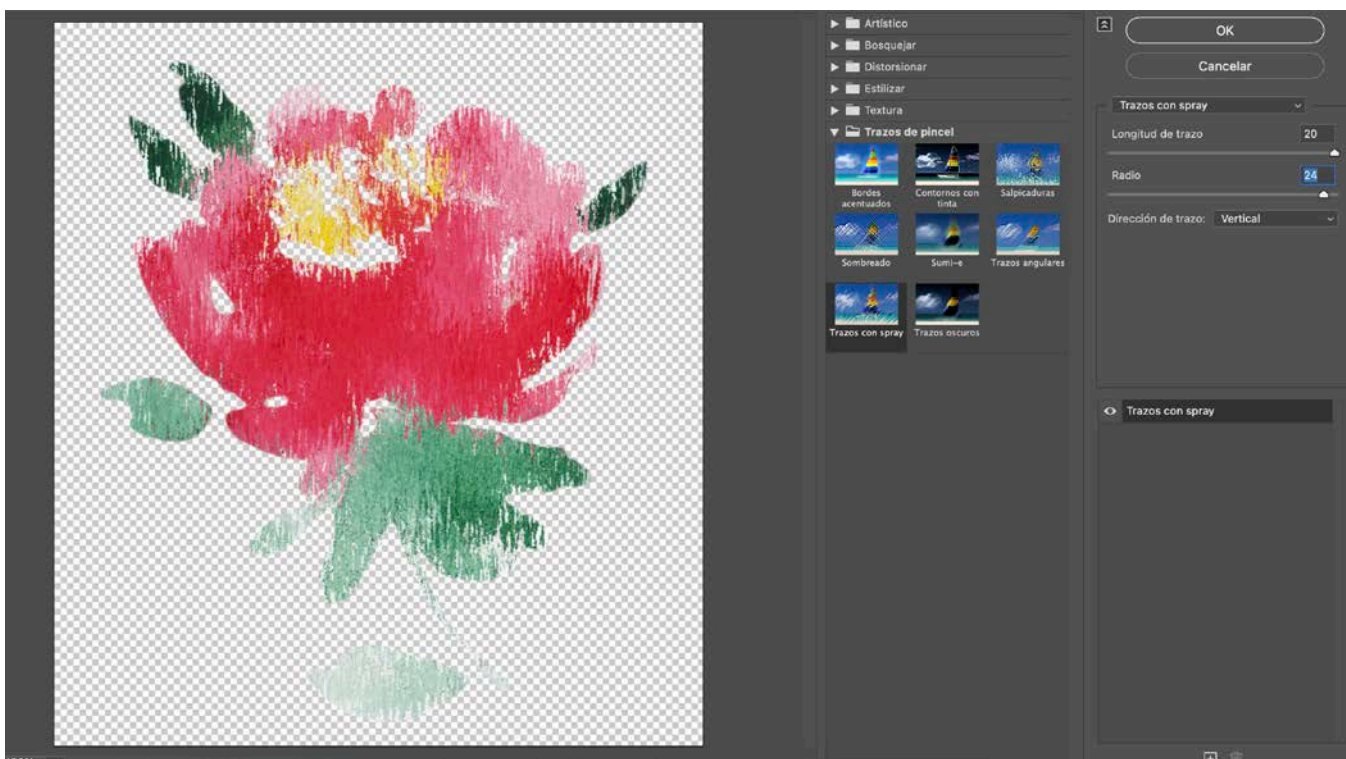 Artístico
Bosquejar
Distorsionar
Estilizar
Textura
Trazos de pincel
Bordes acentuados
Contornos con tinta
Salpicaduras
Sombreado
Sumi-e
Trazos angulares
Trazos con spray
Trazos oscuros
OK
Cancelar
Trazos con spray
Longitud de trazo 20
Radio 24
Dirección de trazo: Vertical
Trazos con spray